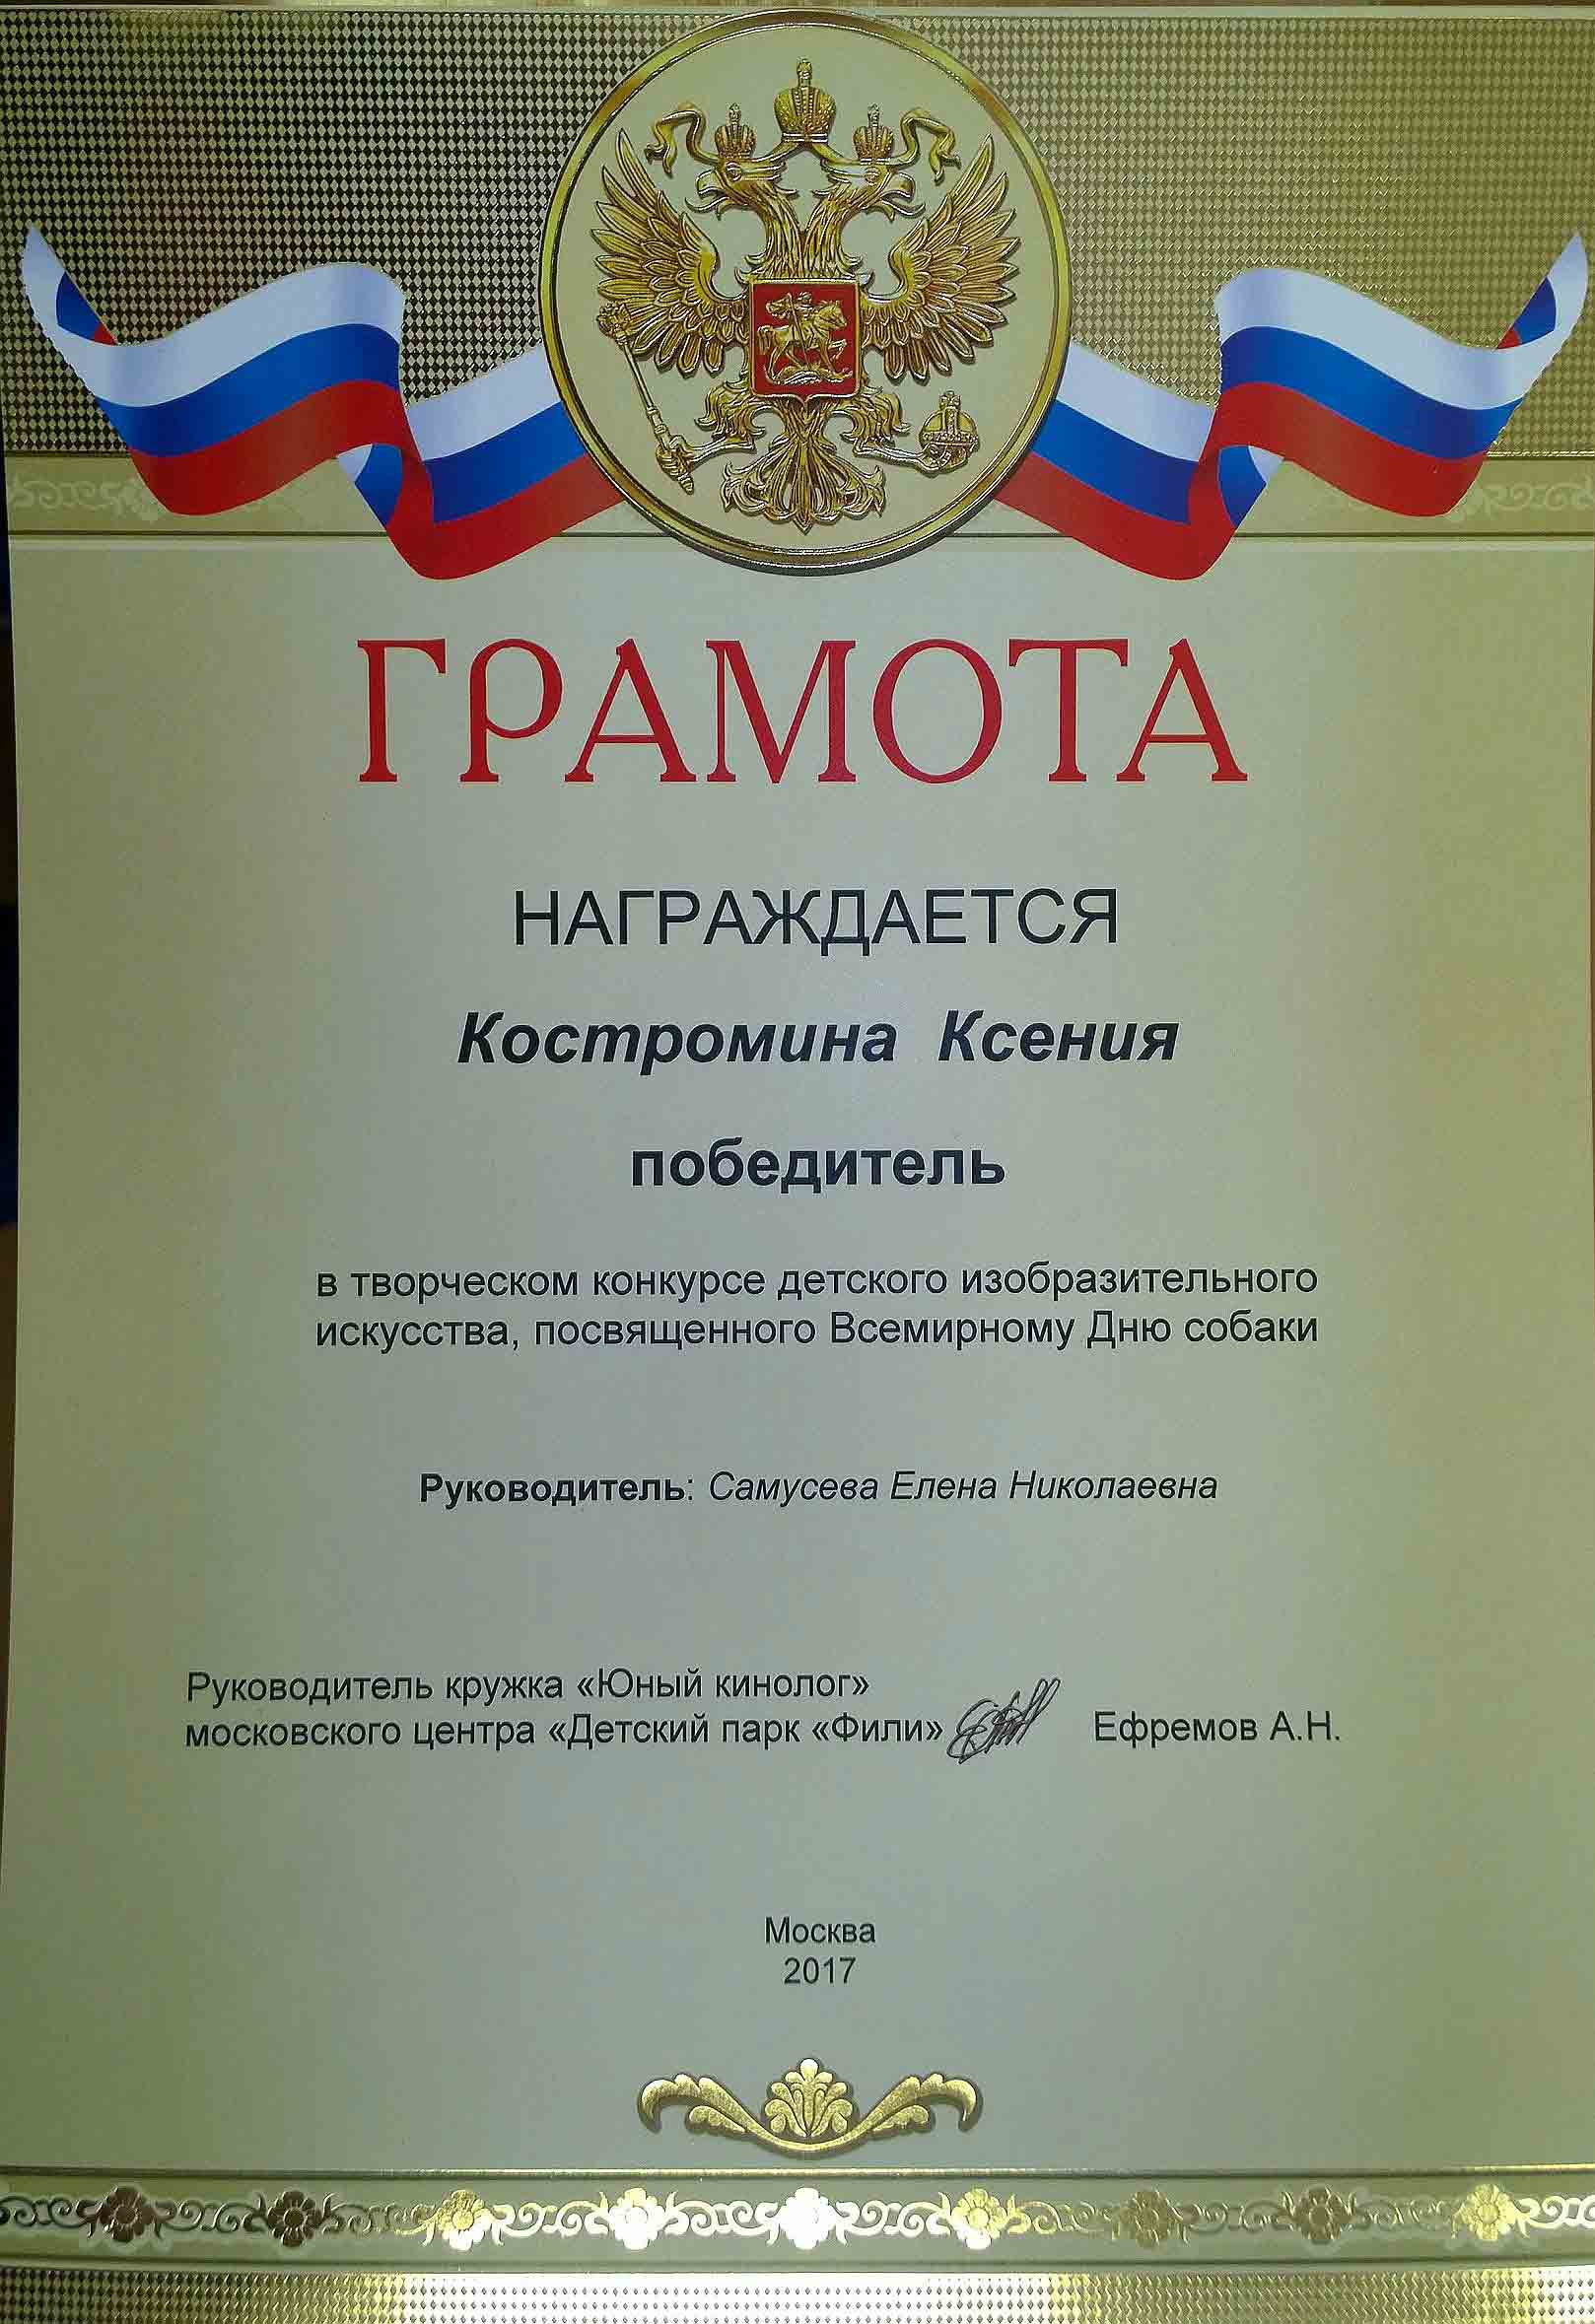 ГРАМОТА
НАГРАЖДАЕТСЯ
Костромина Ксения
победитель
в творческом конкурсе детского изобразительного
искусства, посвященного Всемирному Дню собаки
Руководитель: Самусева Елена Николаевна
Руководитель кружка «Юный кинолог»
московского центра «Детский парк «Фили» Ефремов А.Н.
Москва
2017